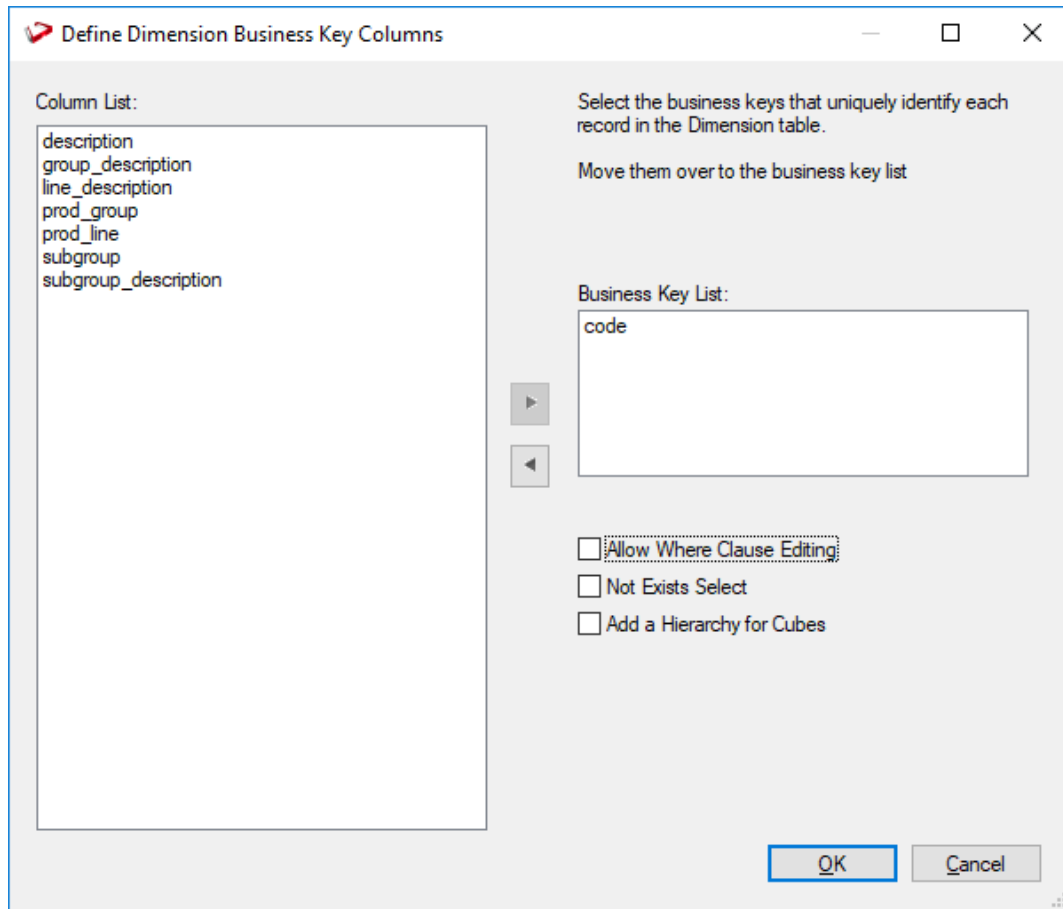 Define Dimension Business Key Columns
Column List:
description
group_description
line_description
prod_group
prod_line
subgroup
subgroup_description
Select the business keys that uniquely identify each
record in the Dimension table.
Move them over to the business key list
Business Key List:
code
Allow Where Clause Editing
Not Exists Select
Add a Hierarchy for Cubes
OK
Cancel